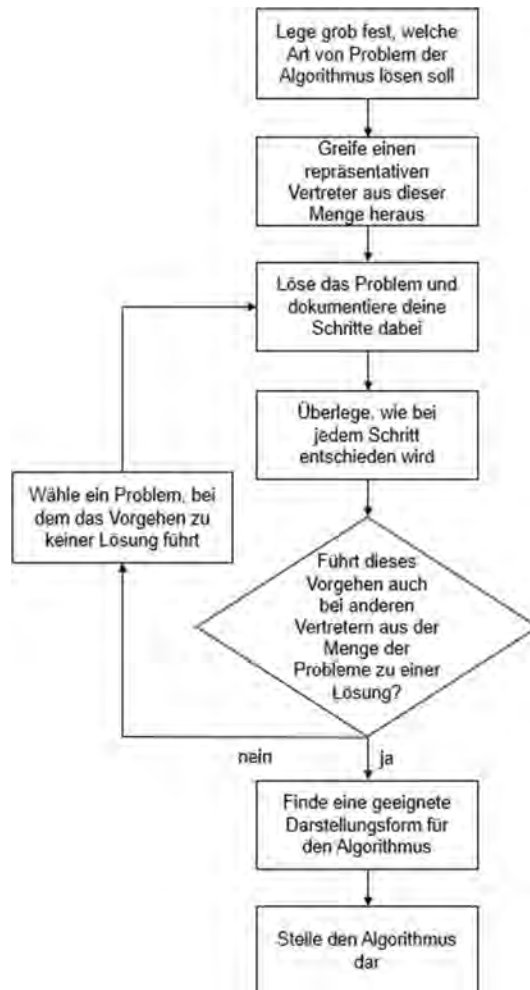 Lege grob fest, welche
Art von Problem der
Algorithmus lösen soll
Greife einen
repräsentativen
Vertreter aus dieser
Menge heraus
Löse das Problem und
dokumentiere deine
Schritte dabei
Überlege, wie bei
jedem Schritt
entschieden wird
Wähle ein Problem, bei
dem das Vorgehen zu
keiner Lösung führt
Führt dieses
Vorgehen auch
bei anderen
Vertretern aus der
Menge der
Probleme zu einer
Lösung?
nein
ja
Finde eine geeignete
Darstellungsform für
den Algorithmus
Stelle den Algorithmus
dar